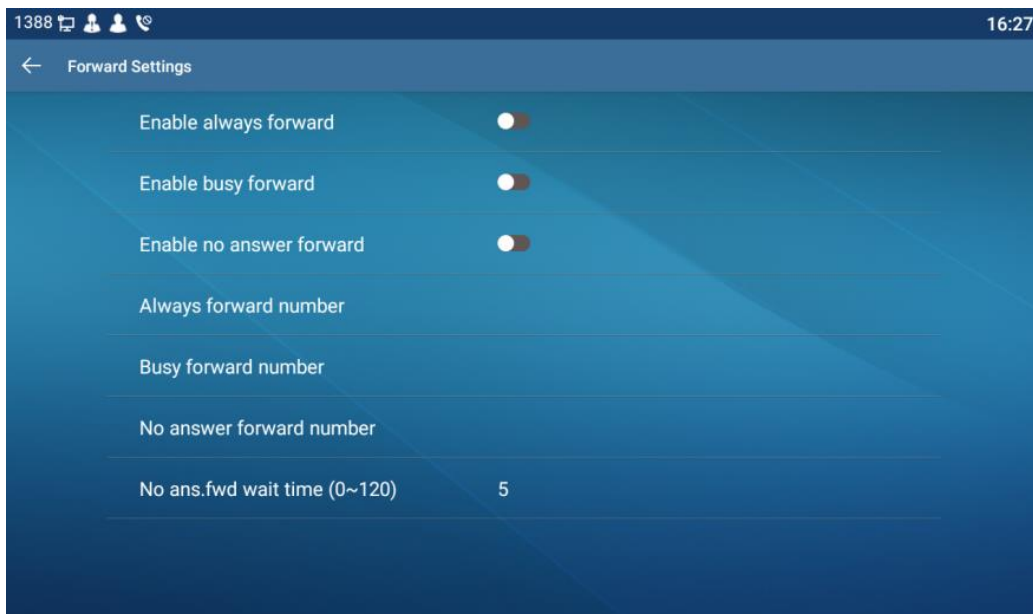 1388 16:27
Forward Settings
Enable always forward
Enable busy forward
Enable no answer forward
Always forward number
Busy forward number
No answer forward number
No ans.fwd wait time (0~120) 5